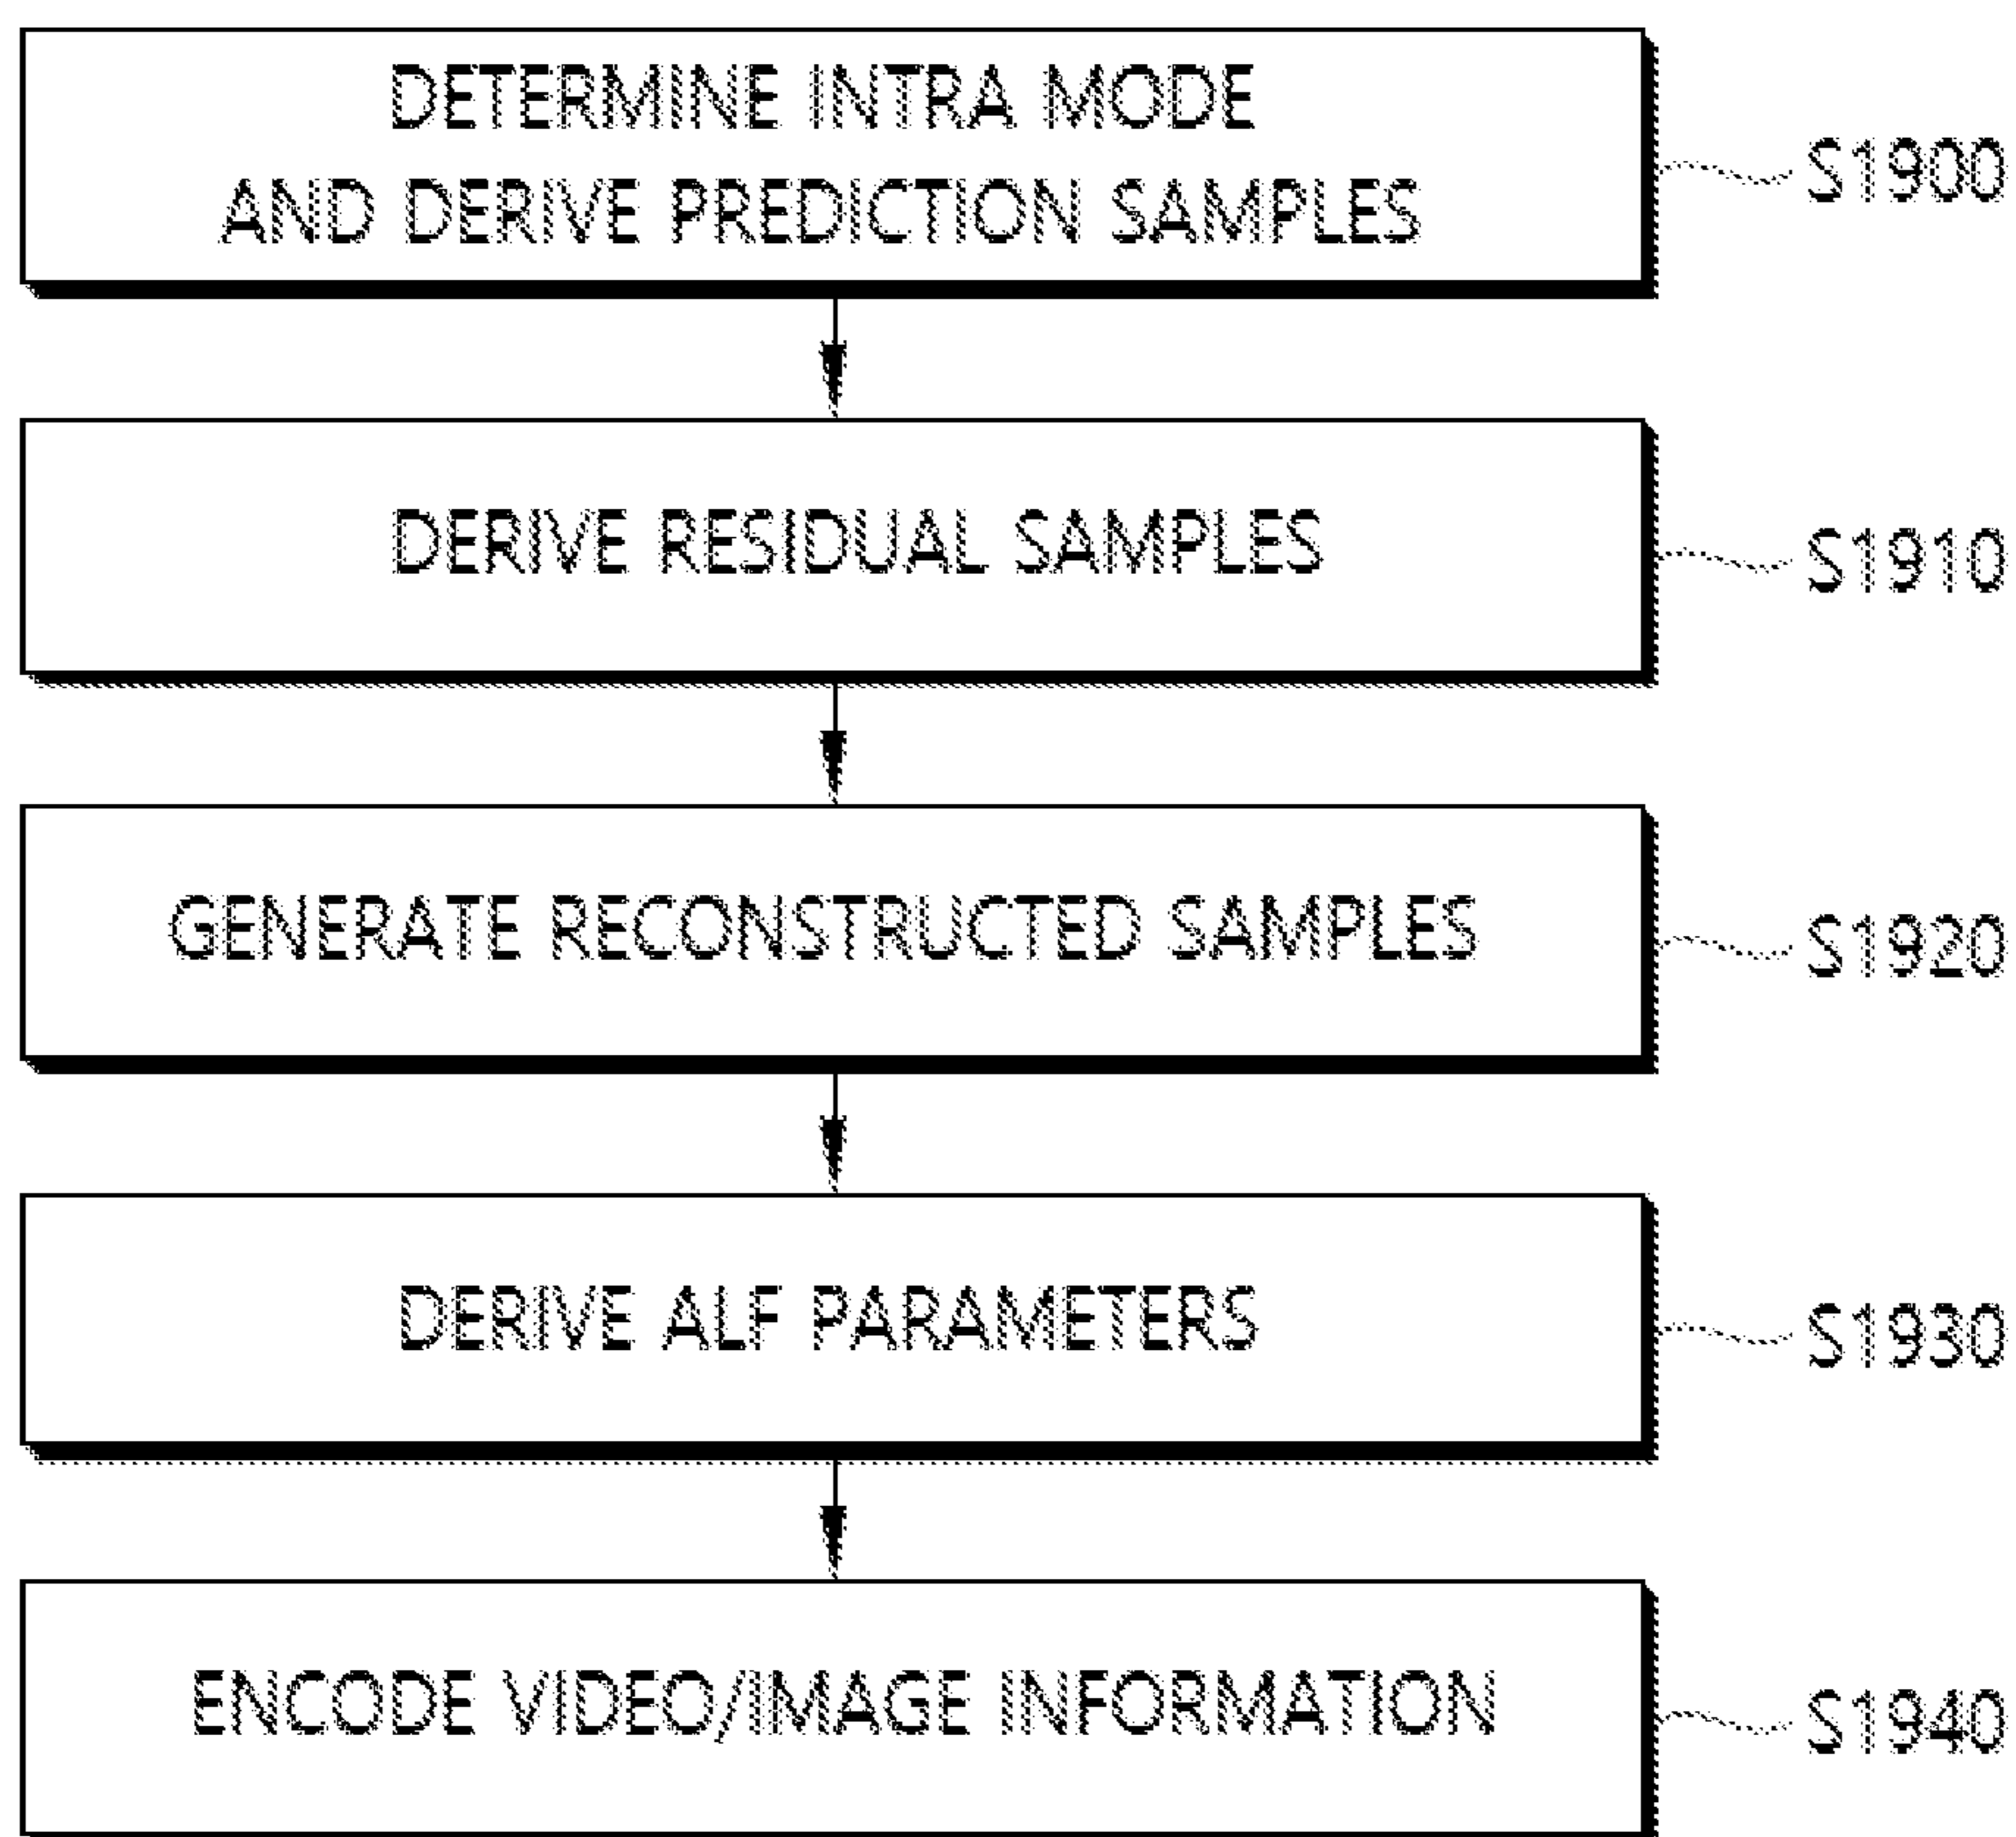 DETERMINE INTRA MODE
AND DERIVE PREDICTION SAMPLES
S1900
DERIVE RESIDUAL SAMPLES
S1910
GENERATE RECONSTRUCTED SAMPLES
S1920
DERIVE ALF PARAMETERS
S1930
ENCODE VIDEO/IMAGE INFORMATION
S1940